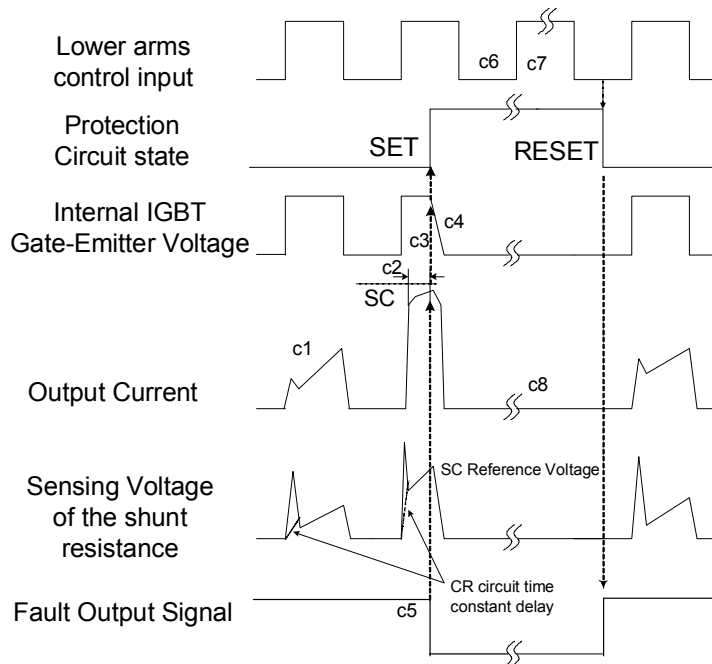 Lower arms
control input
c6
c7
Protection
Circuit state
SET
RESET
Internal IGBT
Gate-Emitter Voltage
c3
c4
c2
SC
c1
Output Current
c8
SC Reference Voltage
Sensing Voltage
of the shunt
resistance
CR circuit time
constant delay
Fault Output Signal
c5